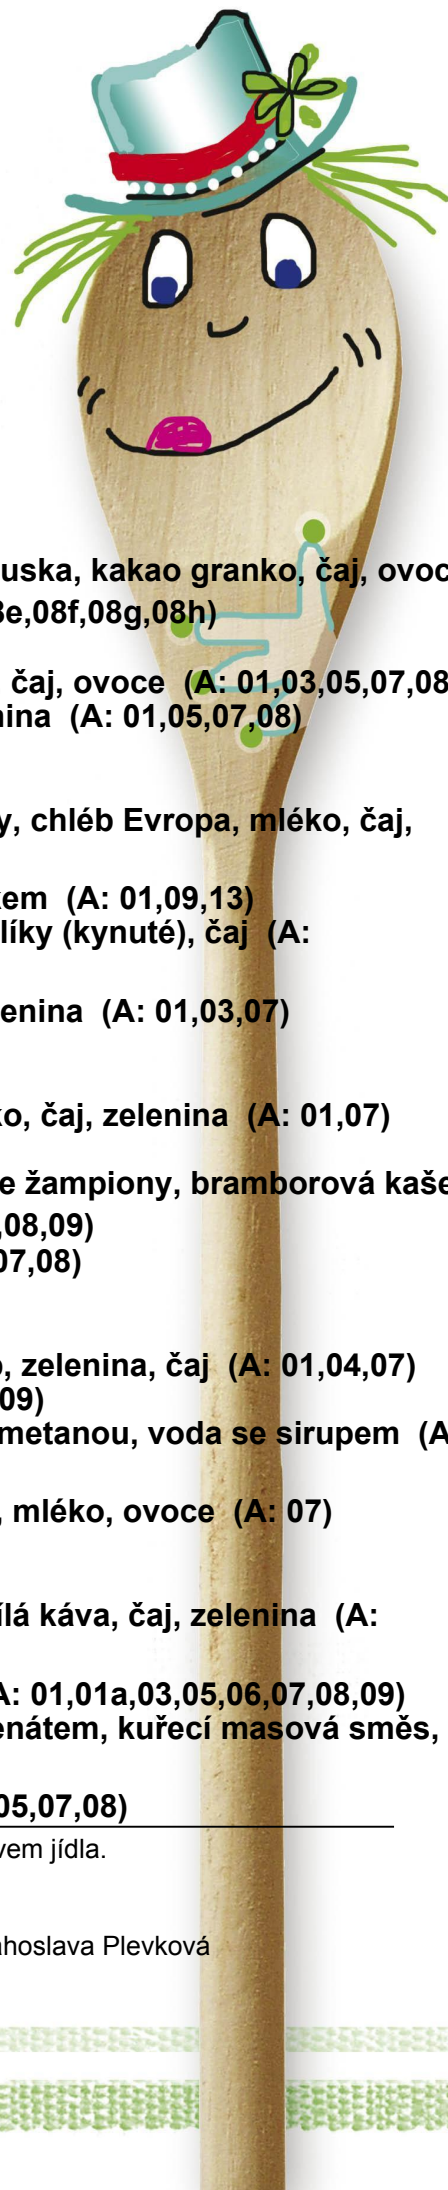 uska, kakao granko, čaj, ovoc
8e,08f,08g,08h)
čaj, ovoce (A: 01,03,05,07,08
nina (A: 01,05,07,08)
y, chléb Evropa, mléko, čaj,
kem (A: 01,09,13)
líky (kynuté), čaj (A:
enina (A: 01,03,07)
ko, čaj, zelenina (A: 01,07)
e žampiony, bramborová kaše
,08,09)
07,08)
o, zelenina, čaj (A: 01,04,07)
09)
metanou, voda se sirupem (A
, mléko, ovoce (A: 07)
ílá káva, čaj, zelenina (A:
A: 01,01a,03,05,06,07,08,09)
enátem, kuřecí masová směs,
05,07,08)
vem jídla.
ahoslava Plevková